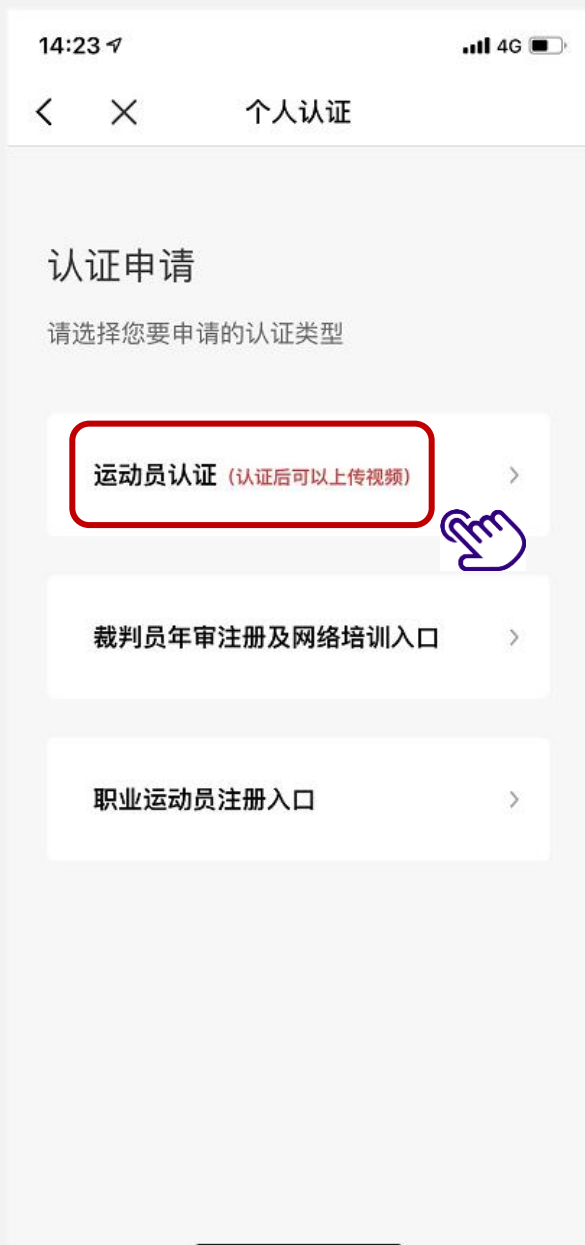 14:23 4G
个人认证
认证申请
请选择您要申请的认证类型
运动员认证（认证后可以上传视频）
裁判员年审注册及网络培训入口
职业运动员注册入口